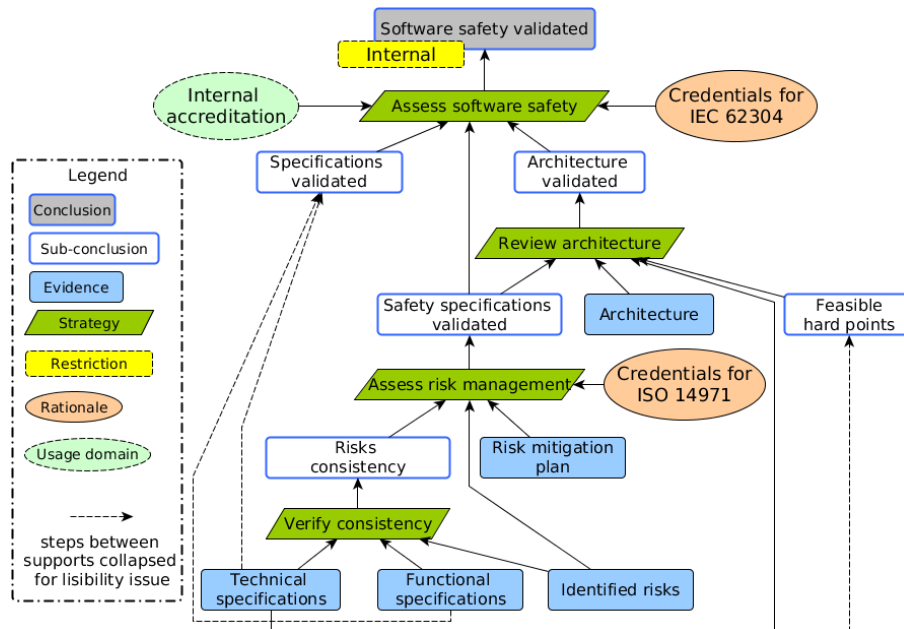 Software safety validated
Internal
Internal
accreditation
Assess software safety
Credentials for
IEC 62304
Specifications
validated
Architecture
validated
Legend
Conclusion
Sub-conclusion
Evidence
Strategy
Restriction
Rationale
Usage domain
steps between
supports collapsed
for lisibility issue
Review architecture
Safety specifications
validated
Architecture
Feasible
hard points
Assess risk management
Credentials for
ISO 14971
Risks
consistency
Risk mitigation
plan
Verify consistency
Technical
specifications
Functional
specifications
Identified risks